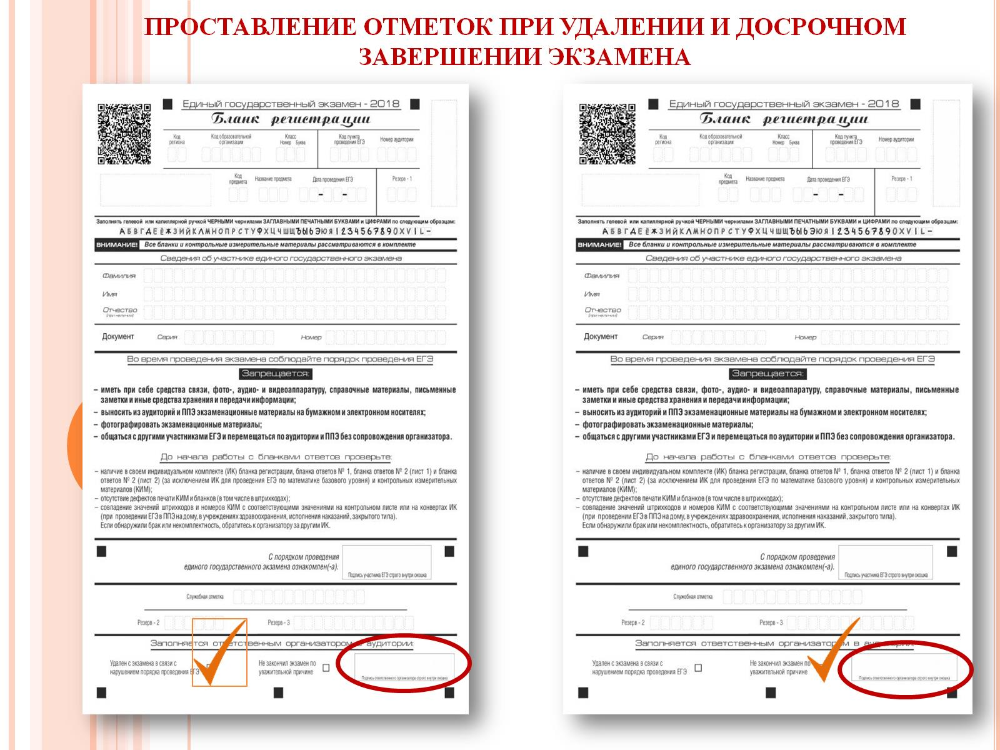 ПРОСТАВЛЕНИЕ ОТМЕТОК ПРИ УДАЛЕНИИ И ДОСРОЧНОМ
ЗАВЕРШЕНИИ ЭКЗАМЕНА
Единый государственный экзамен - 2018
Бланк регистрации
Код региона
Код образовательной организации
Класс
Номер Буква
Код пункта проведения ЕГЭ
Номер аудитории
Код предмета
Название предмета
Дата проведения ЕГЭ
Резерв - 1
- -
Заполнять гелевой или капиллярной ручкой ЧЕРНЫМИ чернилами ЗАГЛАВНЫМИ ПЕЧАТНЫМИ БУКВАМИ и ЦИФРАМИ по следующим образцам:
АБВГДЕЁЖЗИЙКЛМНОПРСТУФХЦЧШЩЪЫЬЭЮЯ1234567890XVIL-
ВНИМАНИЕ! Все бланки и контрольные измерительные материалы рассматриваются в комплекте
Сведения об участнике единого государственного экзамена
Фамилия
Имя
Отчество
(при наличии)
Документ Серия Номер
Во время проведения экзамена соблюдайте порядок проведения ЕГЭ
Запрещается:
– иметь при себе средства связи, фото-, аудио- и видеоаппаратуру, справочные материалы, письменные
заметки и иные средства хранения и передачи информации;
– выносить из аудиторий и ППЭ экзаменационные материалы на бумажном и электронном носителях;
– фотографировать экзаменационные материалы;
– общаться с другими участниками ЕГЭ и перемещаться по аудитории и ППЭ без сопровождения организатора.
До начала работы с бланками ответов проверьте:
– наличие в своем индивидуальном комплекте (ИК) бланка регистрации, бланка ответов № 1, бланка ответов № 2 (лист 1) и бланка
ответов № 2 (лист 2) (за исключением ИК для проведения ЕГЭ по математике базового уровня) и контрольных измерительных
материалов (КИМ);
– отсутствие дефектов печати КИМ и бланков (в том числе в штрихкодах);
– совпадение значений штрихкодов и номеров КИМ с соответствующими значениями на контрольном листе или на конвертах ИК
(при проведении ЕГЭ в ППЭ на дому, в учреждениях здравоохранения, исполнения наказаний, закрытого типа).
Если обнаружили брак или некомплектность, обратитесь к организатору за другим ИК.
С порядком проведения
единого государственного экзамена ознакомлен(-а).
Подпись участника ЕГЭ строго внутри окошка
Служебная отметка
Резерв - 2 Резерв - 3
Заполняется ответственным организатором в аудитории:
Удален с экзамена в связи с
нарушением порядка проведения ЕГЭ
Не закончил экзамен по
уважительной причине
Подпись ответственного организатора строго внутри окошка
Единый государственный экзамен - 2018
Бланк регистрации
Код региона
Код образовательной организации
Класс
Номер Буква
Код пункта проведения ЕГЭ
Номер аудитории
Код предмета
Название предмета
Дата проведения ЕГЭ
Резерв - 1
- -
Заполнять гелевой или капиллярной ручкой ЧЕРНЫМИ чернилами ЗАГЛАВНЫМИ ПЕЧАТНЫМИ БУКВАМИ и ЦИФРАМИ по следующим образцам:
АБВГДЕЁЖЗИЙКЛМНОПРСТУФХЦЧШЩЪЫЬЭЮЯ1234567890XVIL-
ВНИМАНИЕ! Все бланки и контрольные измерительные материалы рассматриваются в комплекте
Сведения об участнике единого государственного экзамена
Фамилия
Имя
Отчество
(при наличии)
Документ Серия Номер
Во время проведения экзамена соблюдайте порядок проведения ЕГЭ
Запрещается:
– иметь при себе средства связи, фото-, аудио- и видеоаппаратуру, справочные материалы, письменные
заметки и иные средства хранения и передачи информации;
– выносить из аудиторий и ППЭ экзаменационные материалы на бумажном и электронном носителях;
– фотографировать экзаменационные материалы;
– общаться с другими участниками ЕГЭ и перемещаться по аудитории и ППЭ без сопровождения организатора.
До начала работы с бланками ответов проверьте:
– наличие в своем индивидуальном комплекте (ИК) бланка регистрации, бланка ответов № 1, бланка ответов № 2 (лист 1) и бланка
ответов № 2 (лист 2) (за исключением ИК для проведения ЕГЭ по математике базового уровня) и контрольных измерительных
материалов (КИМ);
– отсутствие дефектов печати КИМ и бланков (в том числе в штрихкодах);
– совпадение значений штрихкодов и номеров КИМ с соответствующими значениями на контрольном листе или на конвертах ИК
(при проведении ЕГЭ в ППЭ на дому, в учреждениях здравоохранения, исполнения наказаний, закрытого типа).
Если обнаружили брак или некомплектность, обратитесь к организатору за другим ИК.
С порядком проведения
единого государственного экзамена ознакомлен(-а).
Подпись участника ЕГЭ строго внутри окошка
Служебная отметка
Резерв - 2 Резерв - 3
Заполняется ответственным организатором в аудитории:
Удален с экзамена в связи с
нарушением порядка проведения ЕГЭ
Не закончил экзамен по
уважительной причине
Подпись ответственного организатора строго внутри окошка